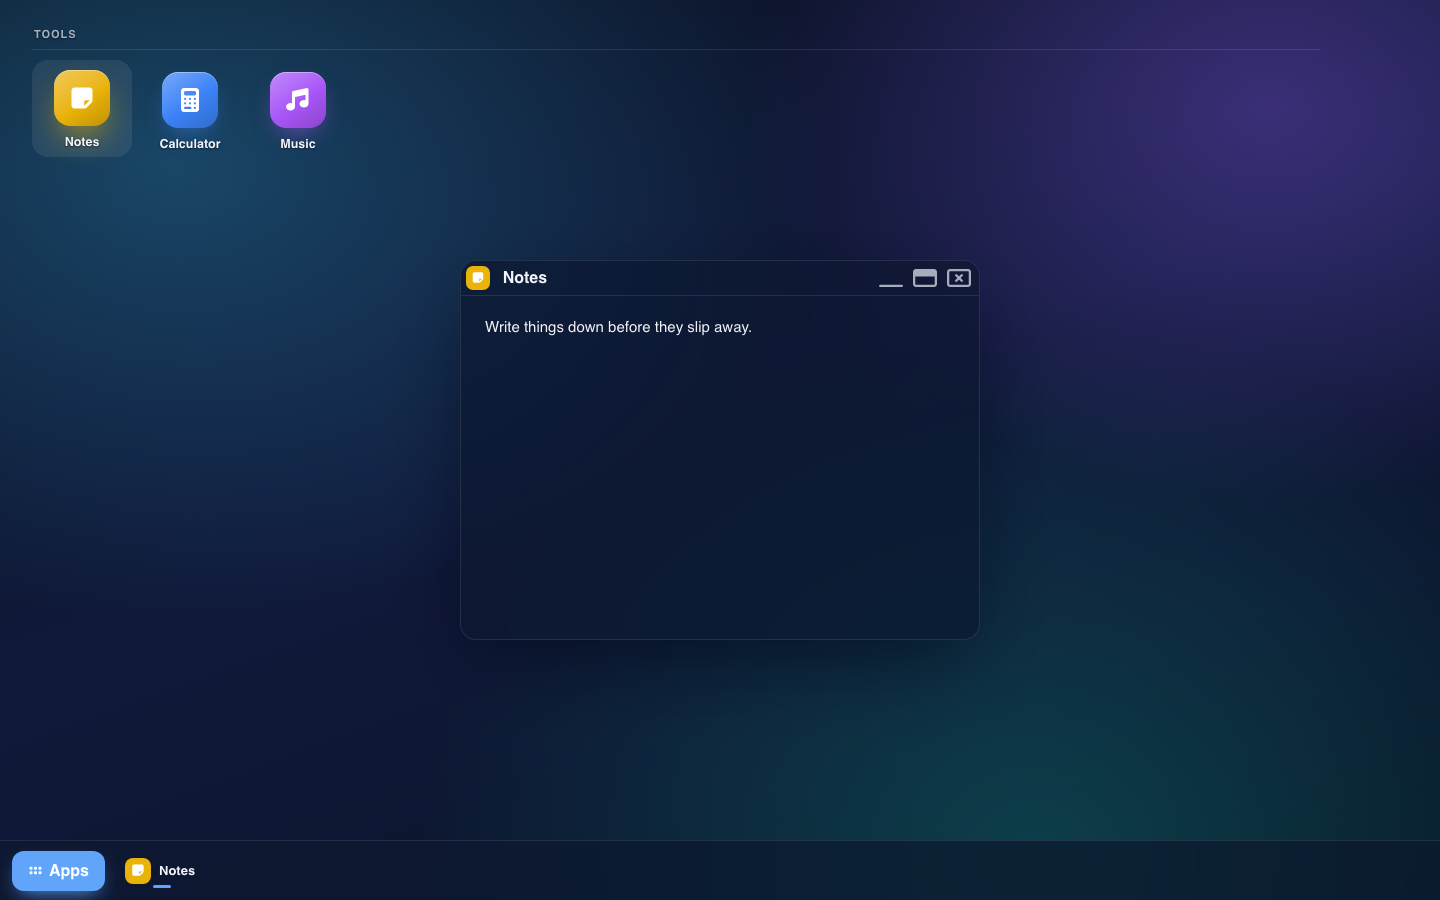 TOOLS
Notes
Calculator
Music
Notes
Write things down before they slip away.
Apps
Notes